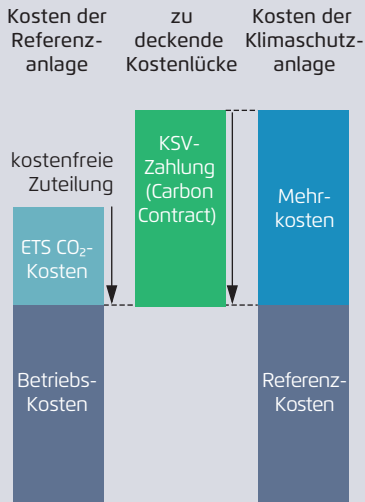 Kosten der
Referenz-
anlage
zu
deckende
Kostenlücke
Kosten der
Klimaschutz-
anlage
kostenfreie
Zuteilung
ETS CO₂-
Kosten
Betriebs-
Kosten
KSV-
Zahlung
(Carbon
Contract)
Mehr-
kosten
Referenz-
Kosten